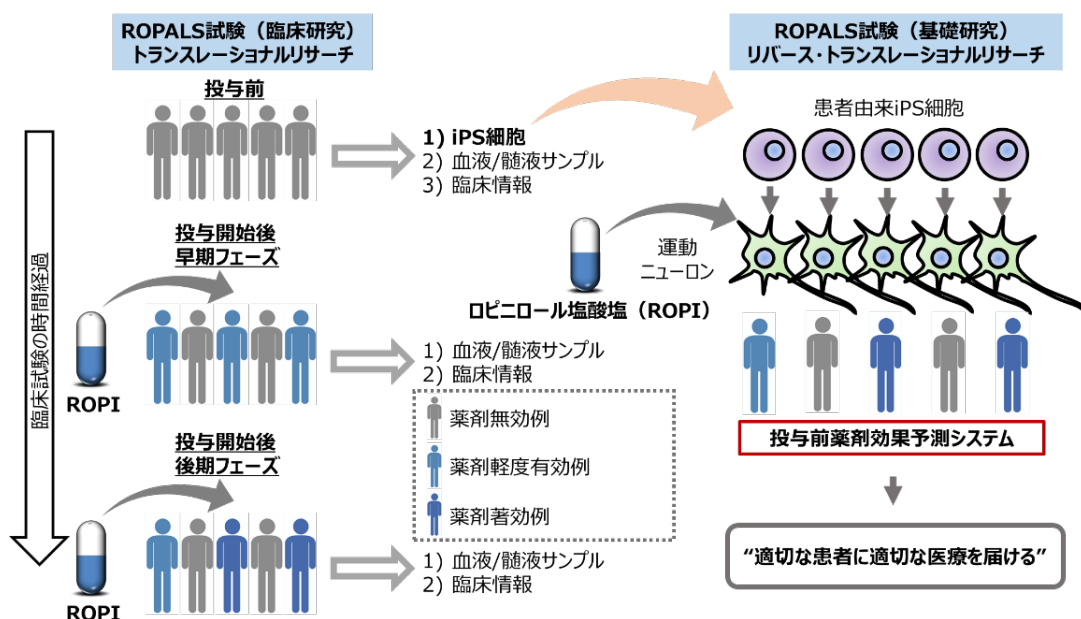 ROPALS試験（臨床研究）
トランスレーショナルリサーチ
投与前
1) iPS細胞
2) 血液/髄液サンプル
3) 臨床情報
臨床試験の時間経過
投与開始後
早期フェーズ
ROPI
1) 血液/髄液サンプル
2) 臨床情報
薬剤無効例
薬剤軽度有効例
薬剤著効例
投与開始後
後期フェーズ
ROPI
1) 血液/髄液サンプル
2) 臨床情報
ROPALS試験（基礎研究）
リバース・トランスレーショナルリサーチ
患者由来iPS細胞
運動
ニューロン
ロピニロール塩酸塩（ROPI）
投与前薬剤効果予測システム
“適切な患者に適切な医療を届ける”